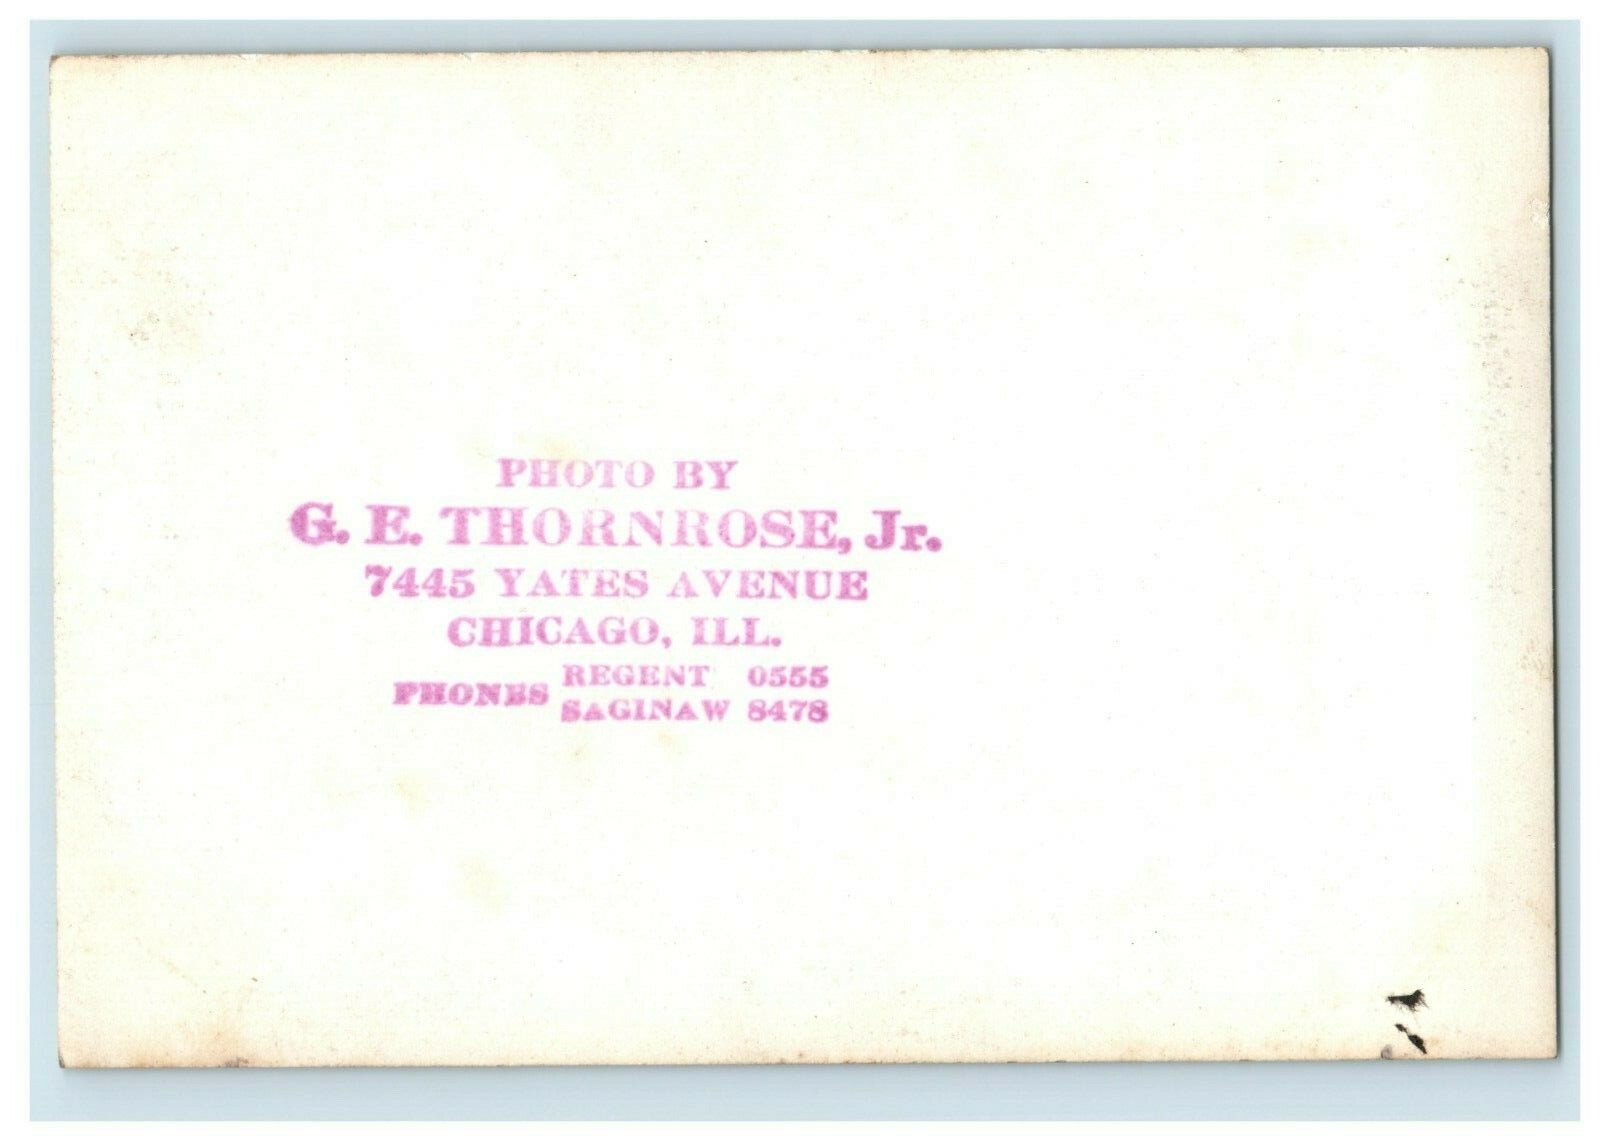 PHOTO BY
G. E. THORNROSE, Jr.
7445 YATES AVENUE
CHICAGO, ILL.
PHONES REGENT 0555
SAGINAW 8478